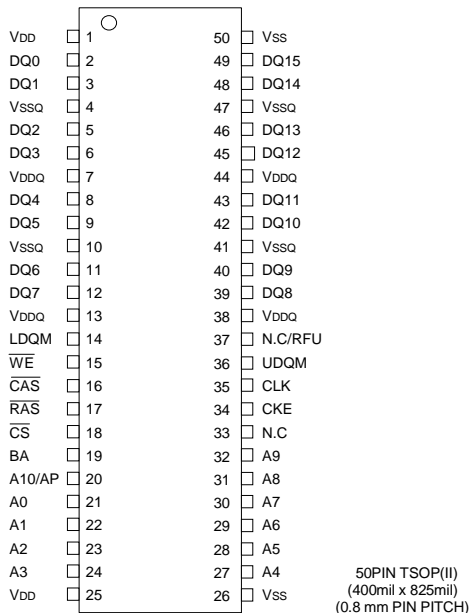 VDD 1 50 VSS
DQ0 2 49 DQ15
DQ1 3 48 DQ14
VSSQ 4 47 VSSQ
DQ2 5 46 DQ13
DQ3 6 45 DQ12
VDDQ 7 44 VDDQ
DQ4 8 43 DQ11
DQ5 9 42 DQ10
VSSQ 10 41 VSSQ
DQ6 11 40 DQ9
DQ7 12 39 DQ8
VDDQ 13 38 VDDQ
LDQM 14 37 N.C/RFU
W̅E̅ 15 36 UDQM
C̅A̅S̅ 16 35 CLK
R̅A̅S̅ 17 34 CKE
C̅S̅ 18 33 N.C
BA 19 32 A9
A10/AP 20 31 A8
A0 21 30 A7
A1 22 29 A6
A2 23 28 A5
A3 24 27 A4
VDD 25 26 VSS
50PIN TSOP(II)
(400mil x 825mil)
(0.8 mm PIN PITCH)